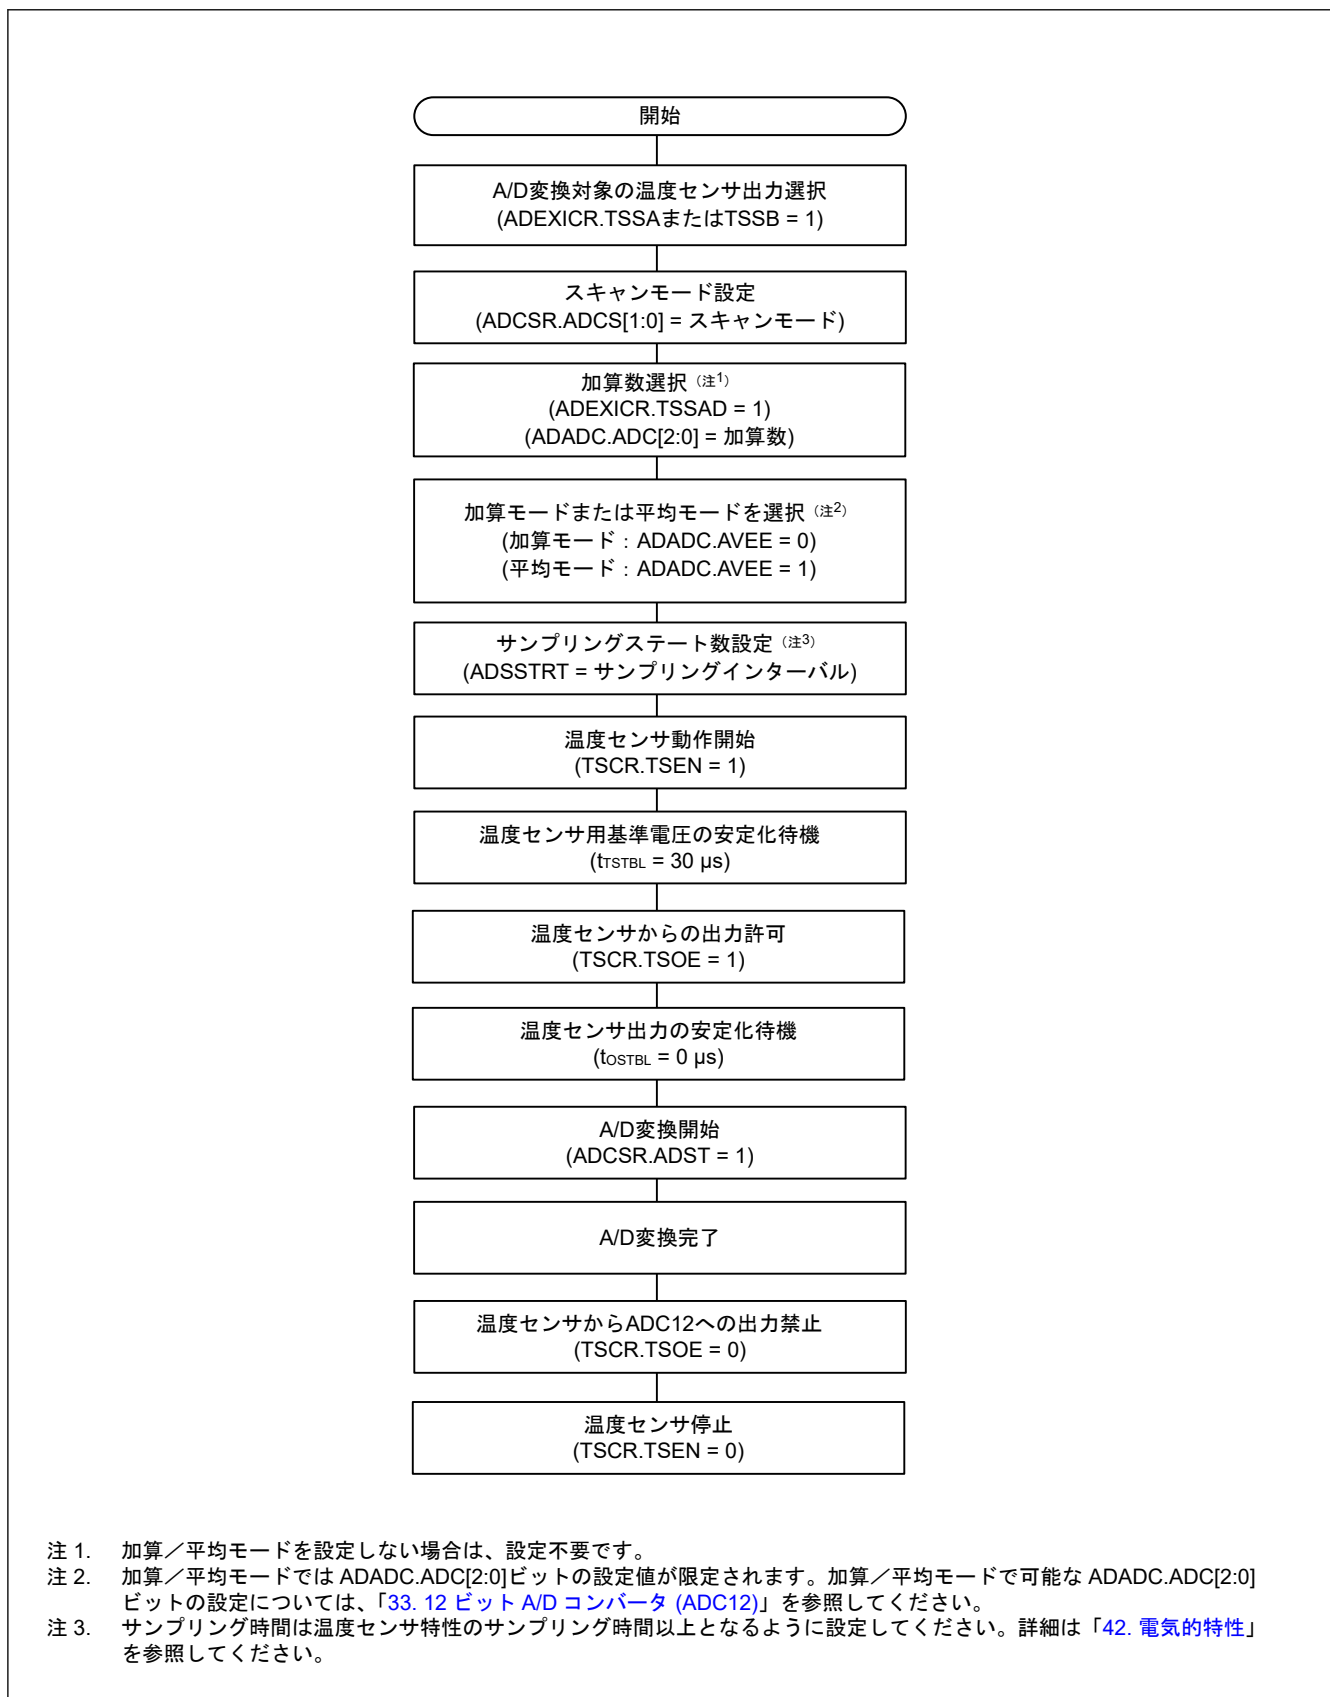 開始
A/D変換対象の温度センサ出力選択
(ADEXICR.TSSAまたはTSSB = 1)
スキャンモード設定
(ADCSR.ADCS[1:0] = スキャンモード)
加算数選択（注1）
(ADEXICR.TSSAD = 1)
(ADADC.ADC[2:0] = 加算数)
加算モードまたは平均モードを選択（注2）
(加算モード：ADADC.AVEE = 0)
(平均モード：ADADC.AVEE = 1)
サンプリングステート数設定（注3）
(ADSSTRT = サンプリングインターバル)
温度センサ動作開始
(TSCR.TSEN = 1)
温度センサ用基準電圧の安定化待機
(tTSTBL = 30 μs)
温度センサからの出力許可
(TSCR.TSOE = 1)
温度センサ出力の安定化待機
(tOSTBL = 0 μs)
A/D変換開始
(ADCSR.ADST = 1)
A/D変換完了
温度センサからADC12への出力禁止
(TSCR.TSOE = 0)
温度センサ停止
(TSCR.TSEN = 0)
注 1. 加算／平均モードを設定しない場合は、設定不要です。
注 2. 加算／平均モードでは ADADC.ADC[2:0]ビットの設定値が限定されます。加算／平均モードで可能な ADADC.ADC[2:0]
ビットの設定については、「33. 12 ビット A/D コンバータ (ADC12)」を参照してください。
注 3. サンプリング時間は温度センサ特性のサンプリング時間以上となるように設定してください。詳細は「42. 電気的特性」
を参照してください。